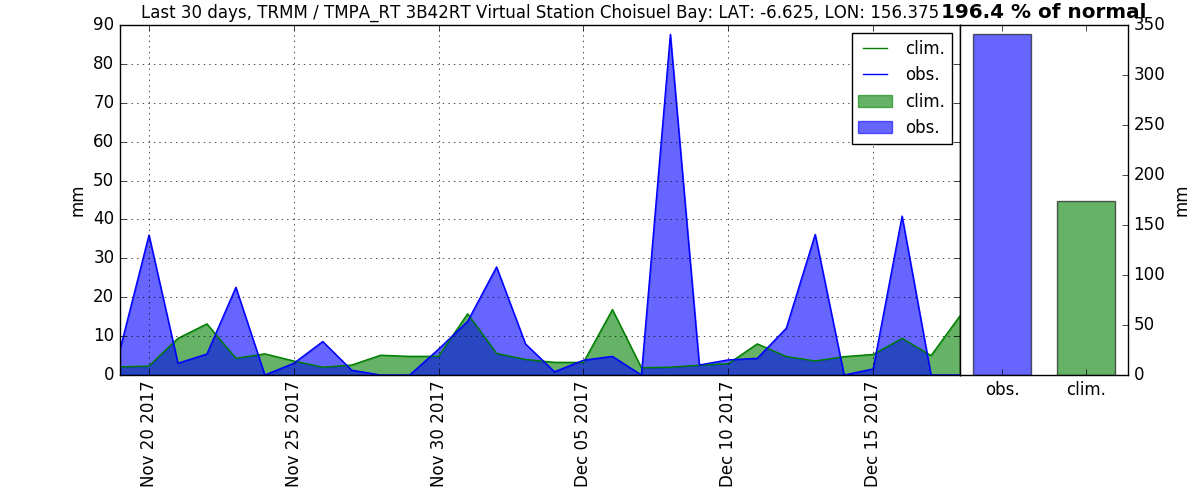 Last 30 days, TRMM / TMPA_RT 3B42RT Virtual Station Choisuel Bay: LAT: -6.625, LON: 156.375
196.4 % of normal
90
80
70
60
50
40
30
20
10
0
mm
clim.
obs.
clim.
obs.
Nov 20 2017
Nov 25 2017
Nov 30 2017
Dec 05 2017
Dec 10 2017
Dec 15 2017
350
300
250
200
150
100
50
0
mm
obs.
clim.